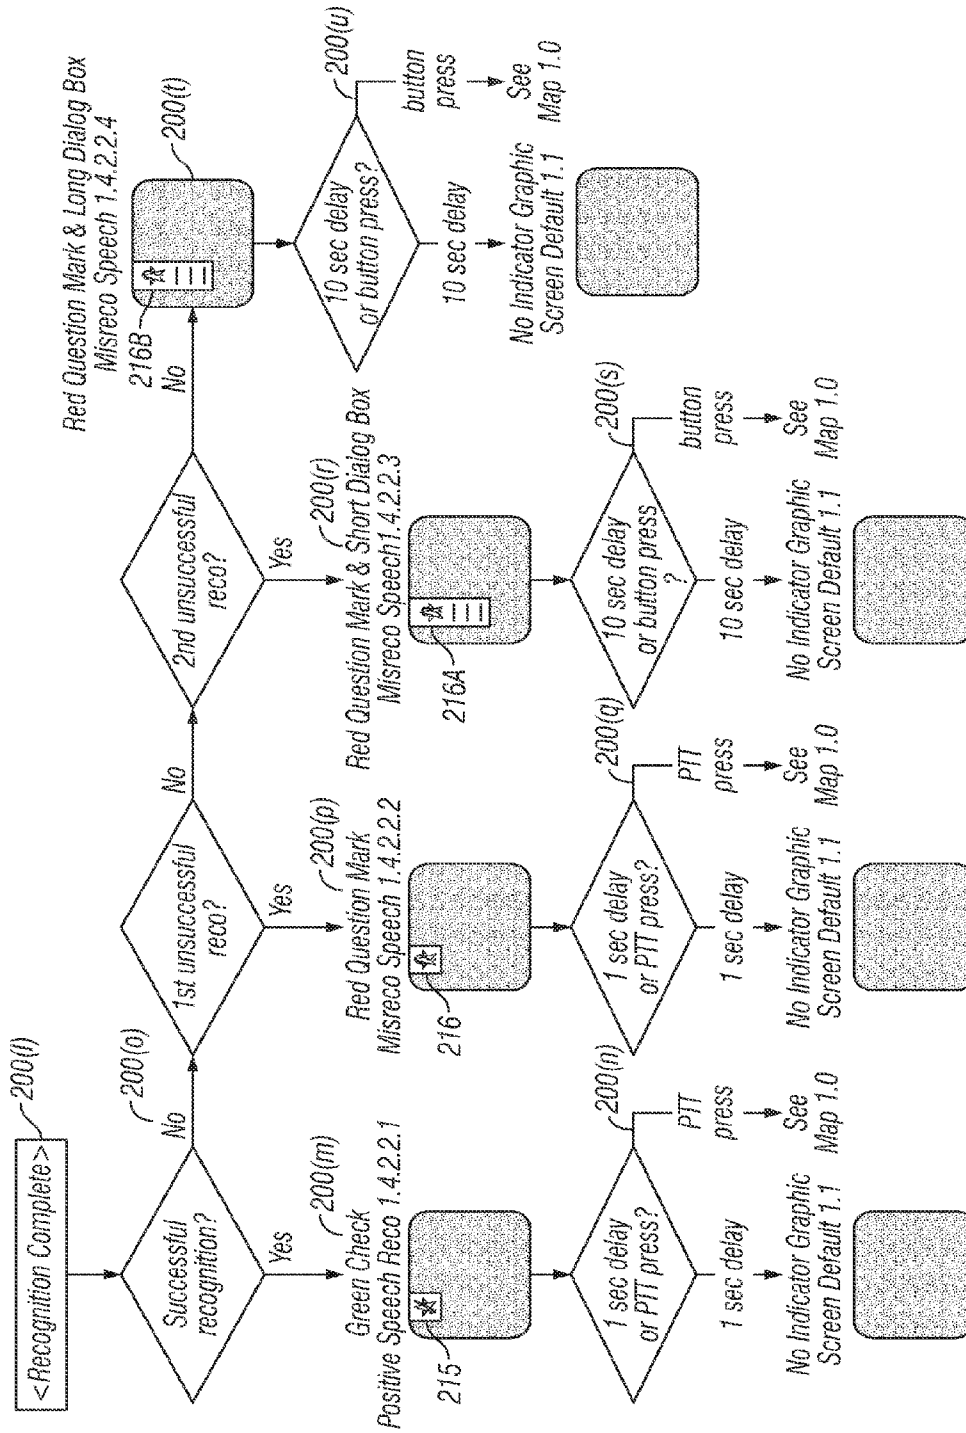 <Recognition Complete>
200(l)
Successful
recognition?
200(o)
No
1st unsuccessful
reco?
No
2nd unsuccessful
reco?
No
Red Question Mark & Long Dialog Box
Misreco Speech 1.4.2.2.4
216B
200(t)
Yes
Green Check
Positive Speech Reco 1.4.2.2.1
200(m)
215
Yes
Red Question Mark
Misreco Speech 1.4.2.2.2
200(p)
216
Yes
Red Question Mark & Short Dialog Box
Misreco Speech1.4.2.2.3
200(r)
216A
10 sec delay
or button press?
200(u)
button
press
See
Map 1.0
10 sec delay
No Indicator Graphic
Screen Default 1.1
1 sec delay
or PTT press?
200(n)
PTT
press
See
Map 1.0
1 sec delay
No Indicator Graphic
Screen Default 1.1
1 sec delay
or PTT press?
200(q)
PTT
press
See
Map 1.0
1 sec delay
No Indicator Graphic
Screen Default 1.1
10 sec delay
or button press
?
200(s)
button
press
See
Map 1.0
10 sec delay
No Indicator Graphic
Screen Default 1.1